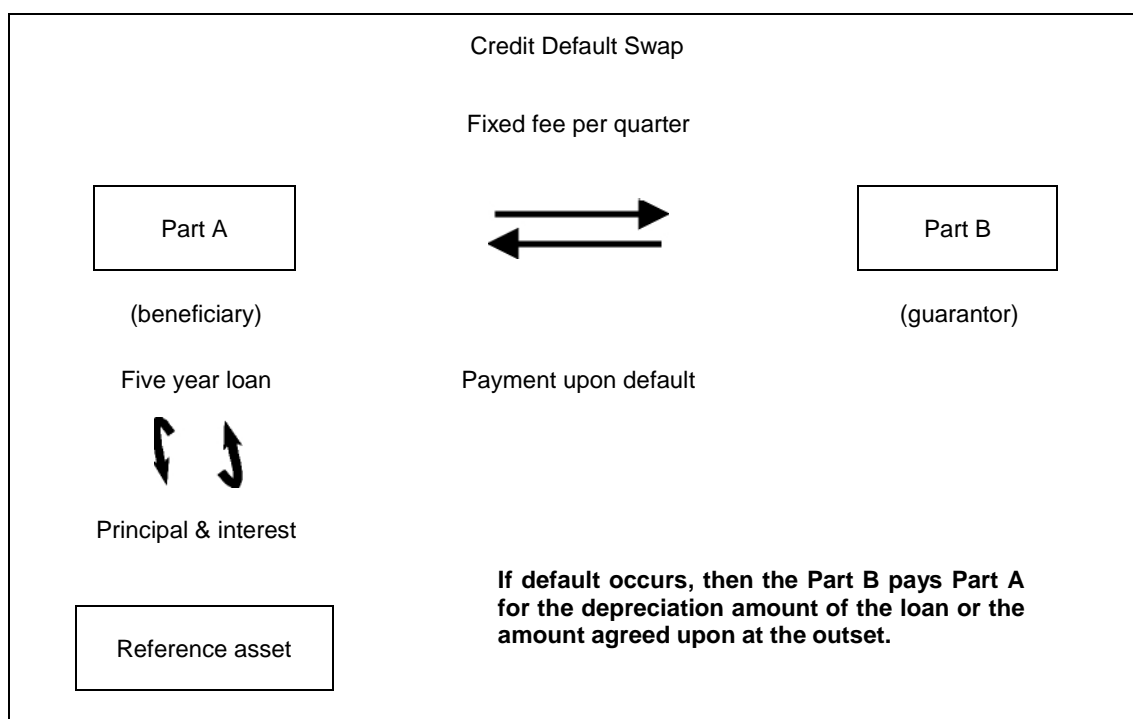 Credit Default Swap
Fixed fee per quarter
Part A
Part B
(beneficiary)
(guarantor)
Five year loan
Payment upon default
Principal & interest
If default occurs, then the Part B pays Part A
for the depreciation amount of the loan or the
amount agreed upon at the outset.
Reference asset